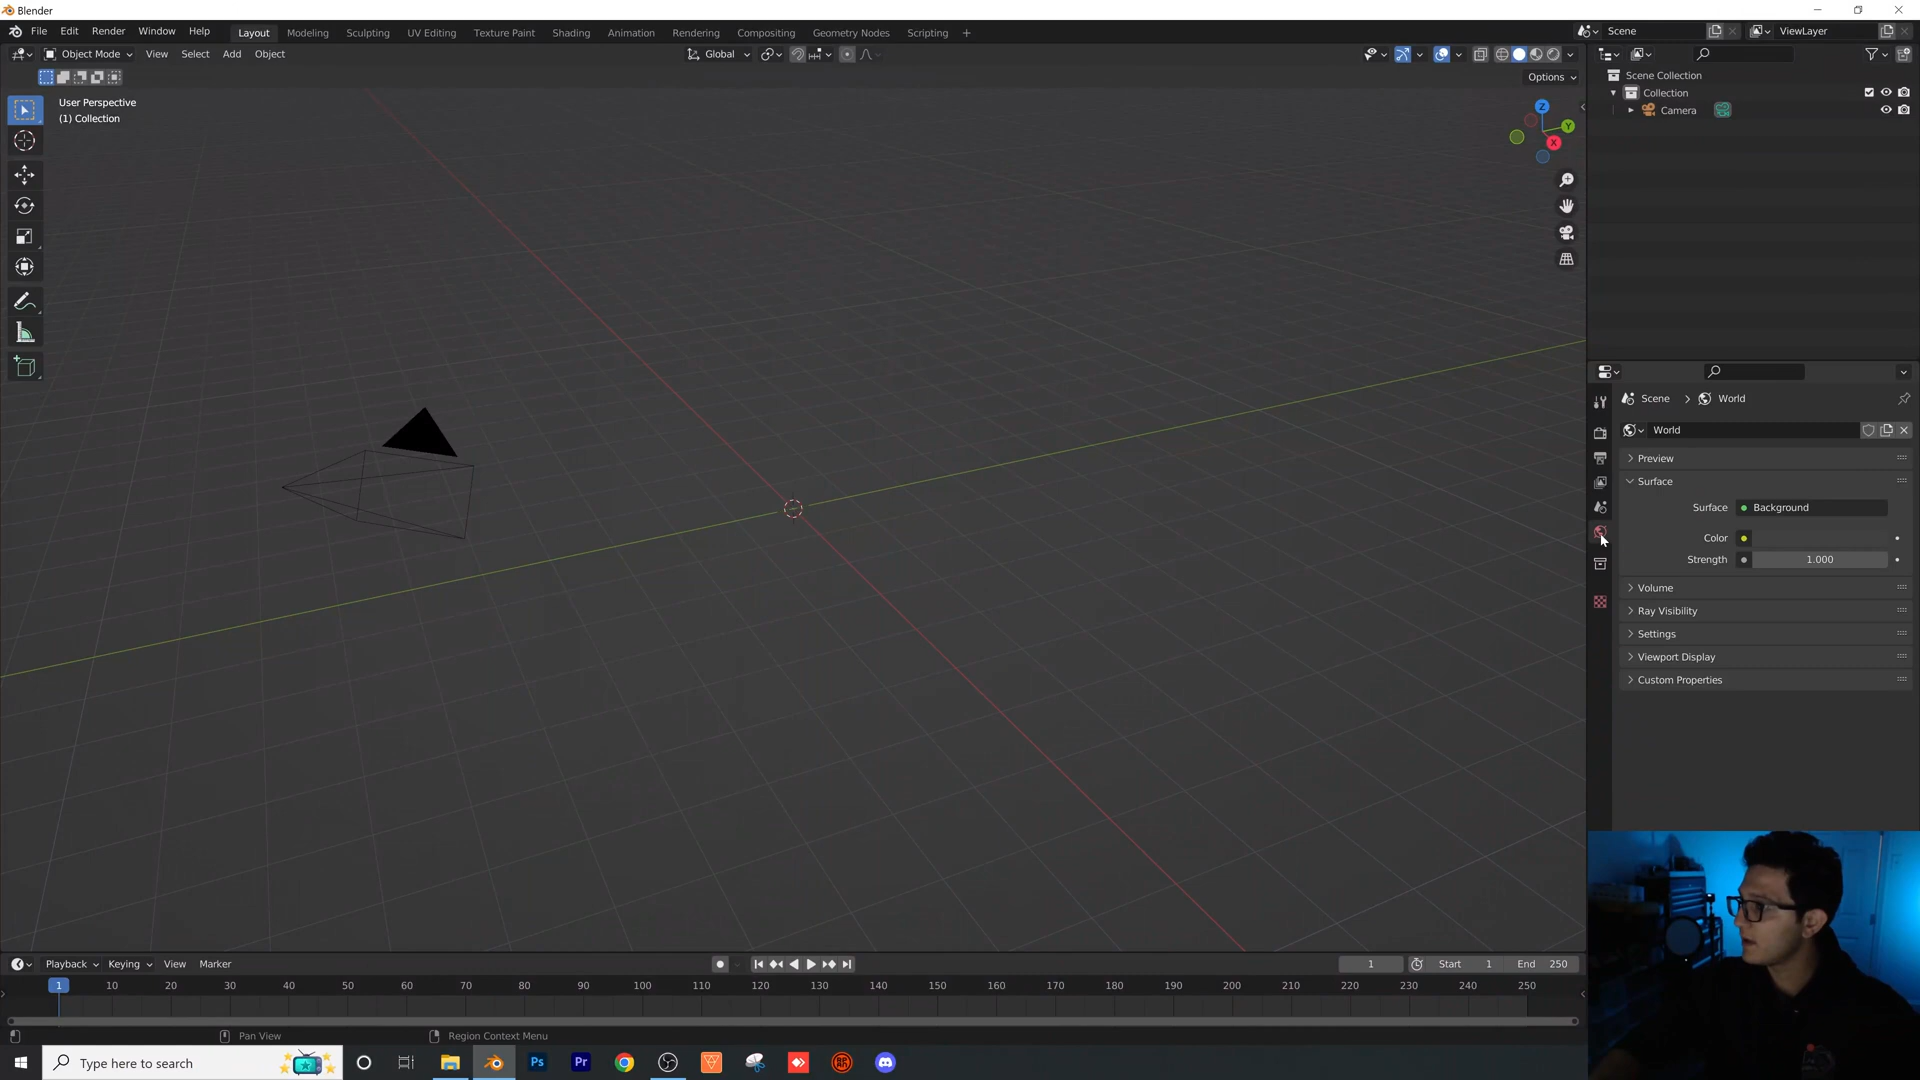 Blender
File Edit Render Window Help Layout Modeling Sculpting UV Editing Texture Paint Shading Animation Rendering Compositing Geometry Nodes Scripting + Scene ViewLayer
Object Mode View Select Add Object Global
Options
User Perspective
(1) Collection
Z
Y
X
Scene Collection
Collection
Camera
Scene > World
World
Preview
Surface
Surface Background
Color
Strength 1.000
Volume
Ray Visibility
Settings
Viewport Display
Custom Properties
Playback Keying View Marker 1 Start 1 End 250
1 10 20 30 40 50 60 70 80 90 100 110 120 130 140 150 160 170 180 190 200 210 220 230 240 250
Pan View Region Context Menu
Type here to search Ps Pr